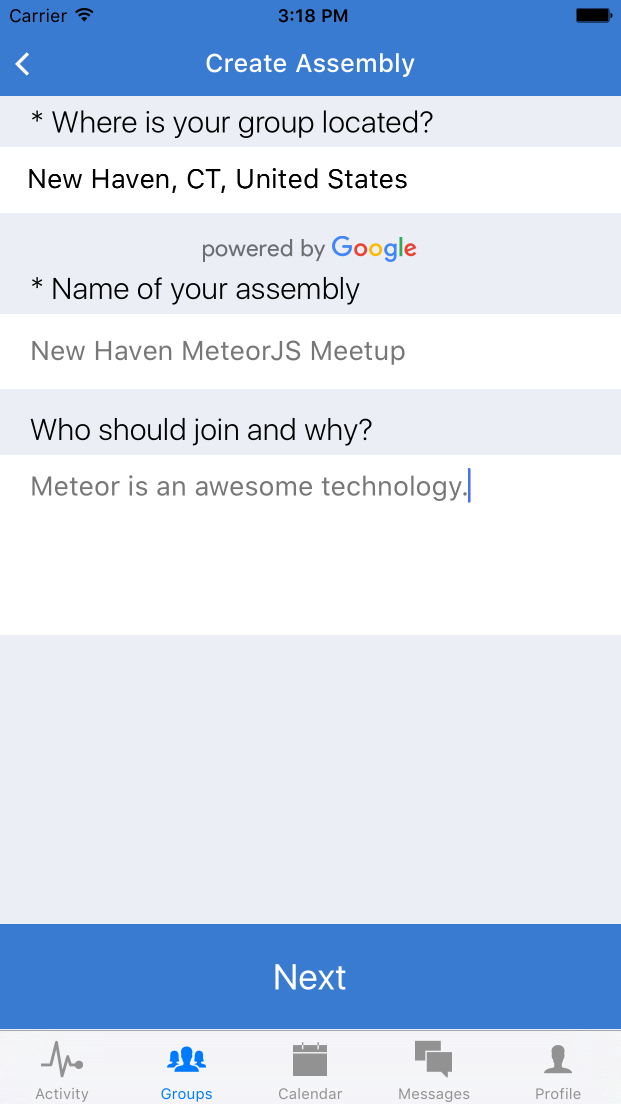 Carrier 3:18 PM
Create Assembly
* Where is your group located?
New Haven, CT, United States
powered by Google
* Name of your assembly
New Haven MeteorJS Meetup
Who should join and why?
Meteor is an awesome technology.
Next
Activity Groups Calendar Messages Profile